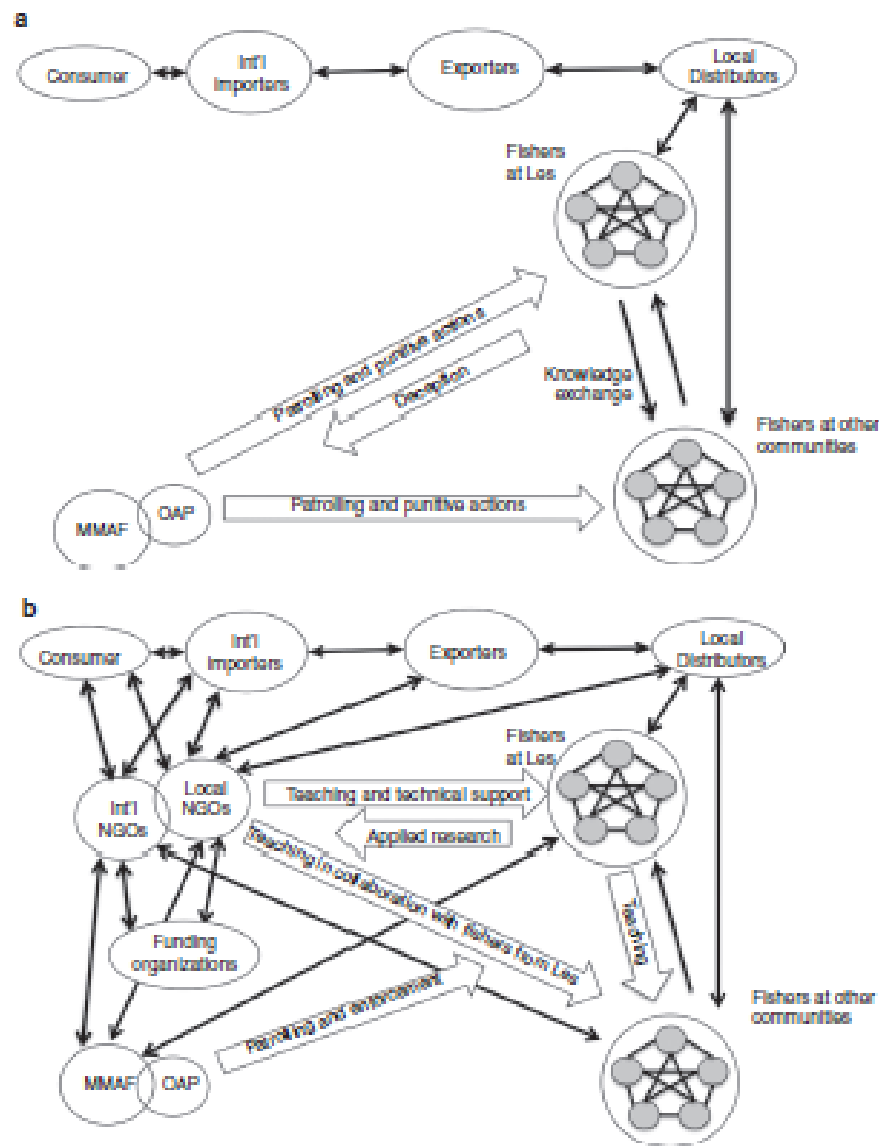 a
Consumer
Int'l
Importers
Exporters
Local
Distributors
Fishers
at Les
Patrolling and punitive actions
Deception
Knowledge
exchange
Fishers at other
communities
MMAF
OAP
Patrolling and punitive actions
b
Consumer
Int'l
Importers
Exporters
Local
Distributors
Fishers
at Les
Int'l
NGOs
Local
NGOs
Teaching and technical support
Applied research
Teaching in collaboration with fishers from Les
Teaching
Funding
organizations
Patrolling and enforcement
Fishers at other
communities
MMAF
OAP